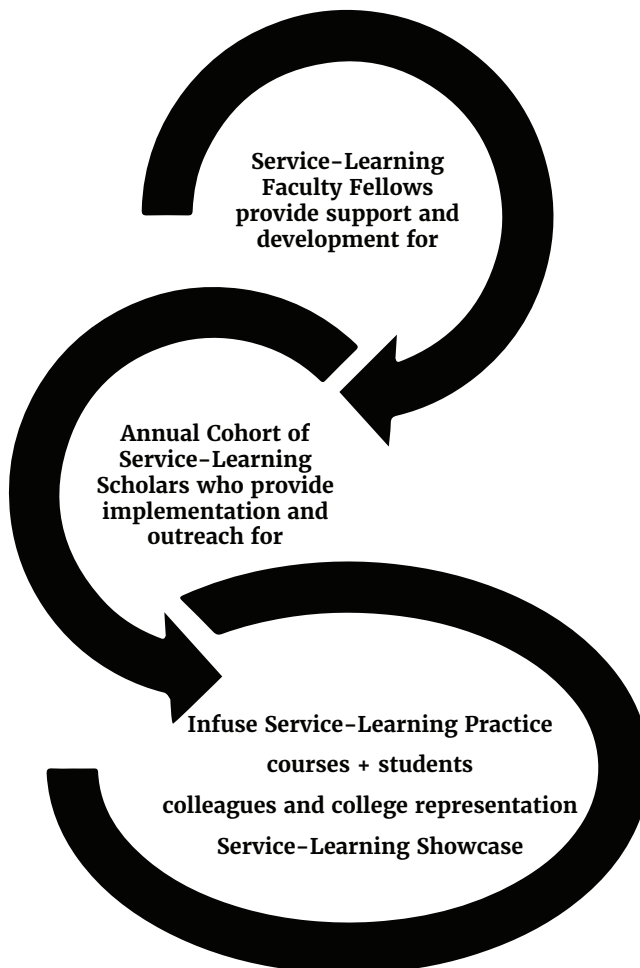 Service-Learning
Faculty Fellows
provide support and
development for
Annual Cohort of
Service-Learning
Scholars who provide
implementation and
outreach for
Infuse Service-Learning Practice
courses + students
colleagues and college representation
Service-Learning Showcase